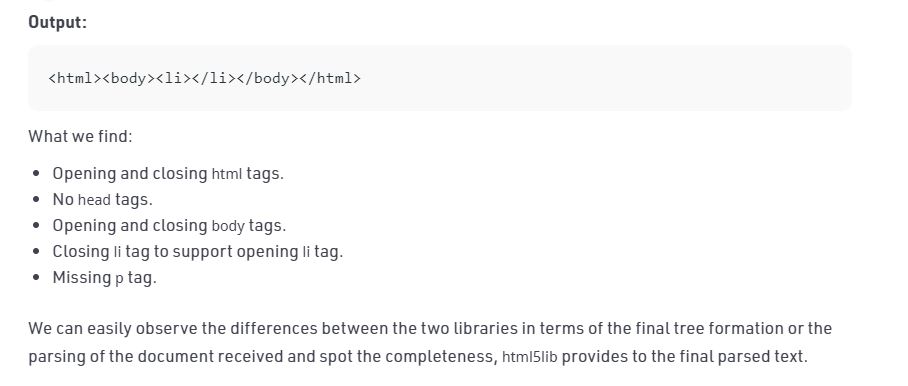 Output:
<html><body><li></li></body></html>
What we find:
• Opening and closing html tags.
• No head tags.
• Opening and closing body tags.
• Closing li tag to support opening li tag.
• Missing p tag.
We can easily observe the differences between the two libraries in terms of the final tree formation or the
parsing of the document received and spot the completeness, html5lib provides to the final parsed text.